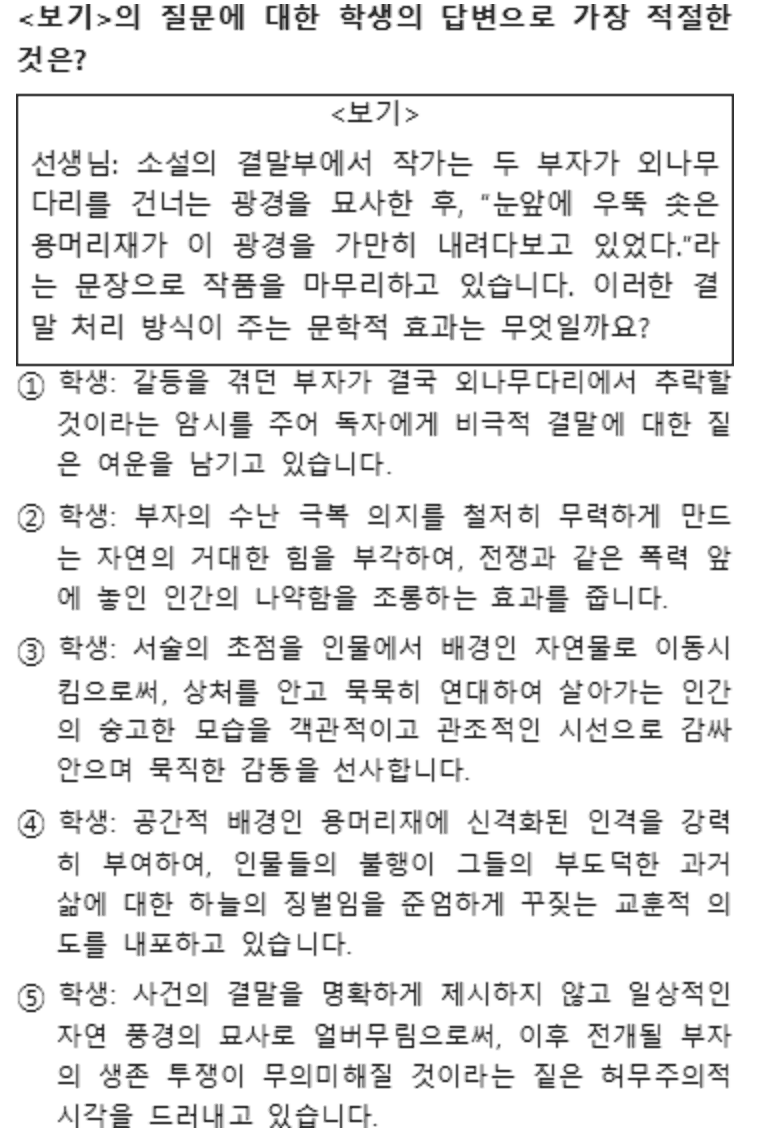 <보기>의 질문에 대한 학생의 답변으로 가장 적절한
것은?
<보기>
선생님: 소설의 결말부에서 작가는 두 부자가 외나무
다리를 건너는 광경을 묘사한 후, "눈앞에 우뚝 솟은
용머리재가 이 광경을 가만히 내려다보고 있었다."라
는 문장으로 작품을 마무리하고 있습니다. 이러한 결
말 처리 방식이 주는 문학적 효과는 무엇일까요?
① 학생: 갈등을 겪던 부자가 결국 외나무다리에서 추락할
것이라는 암시를 주어 독자에게 비극적 결말에 대한 짙
은 여운을 남기고 있습니다.
② 학생: 부자의 수난 극복 의지를 철저히 무력하게 만드
는 자연의 거대한 힘을 부각하여, 전쟁과 같은 폭력 앞
에 놓인 인간의 나약함을 조롱하는 효과를 줍니다.
③ 학생: 서술의 초점을 인물에서 배경인 자연물로 이동시
킴으로써, 상처를 안고 묵묵히 연대하여 살아가는 인간
의 숭고한 모습을 객관적이고 관조적인 시선으로 감싸
안으며 묵직한 감동을 선사합니다.
④ 학생: 공간적 배경인 용머리재에 신격화된 인격을 강력
히 부여하여, 인물들의 불행이 그들의 부도덕한 과거
삶에 대한 하늘의 징벌임을 준엄하게 꾸짖는 교훈적 의
도를 내포하고 있습니다.
⑤ 학생: 사건의 결말을 명확하게 제시하지 않고 일상적인
자연 풍경의 묘사로 얼버무림으로써, 이후 전개될 부자
의 생존 투쟁이 무의미해질 것이라는 짙은 허무주의적
시각을 드러내고 있습니다.